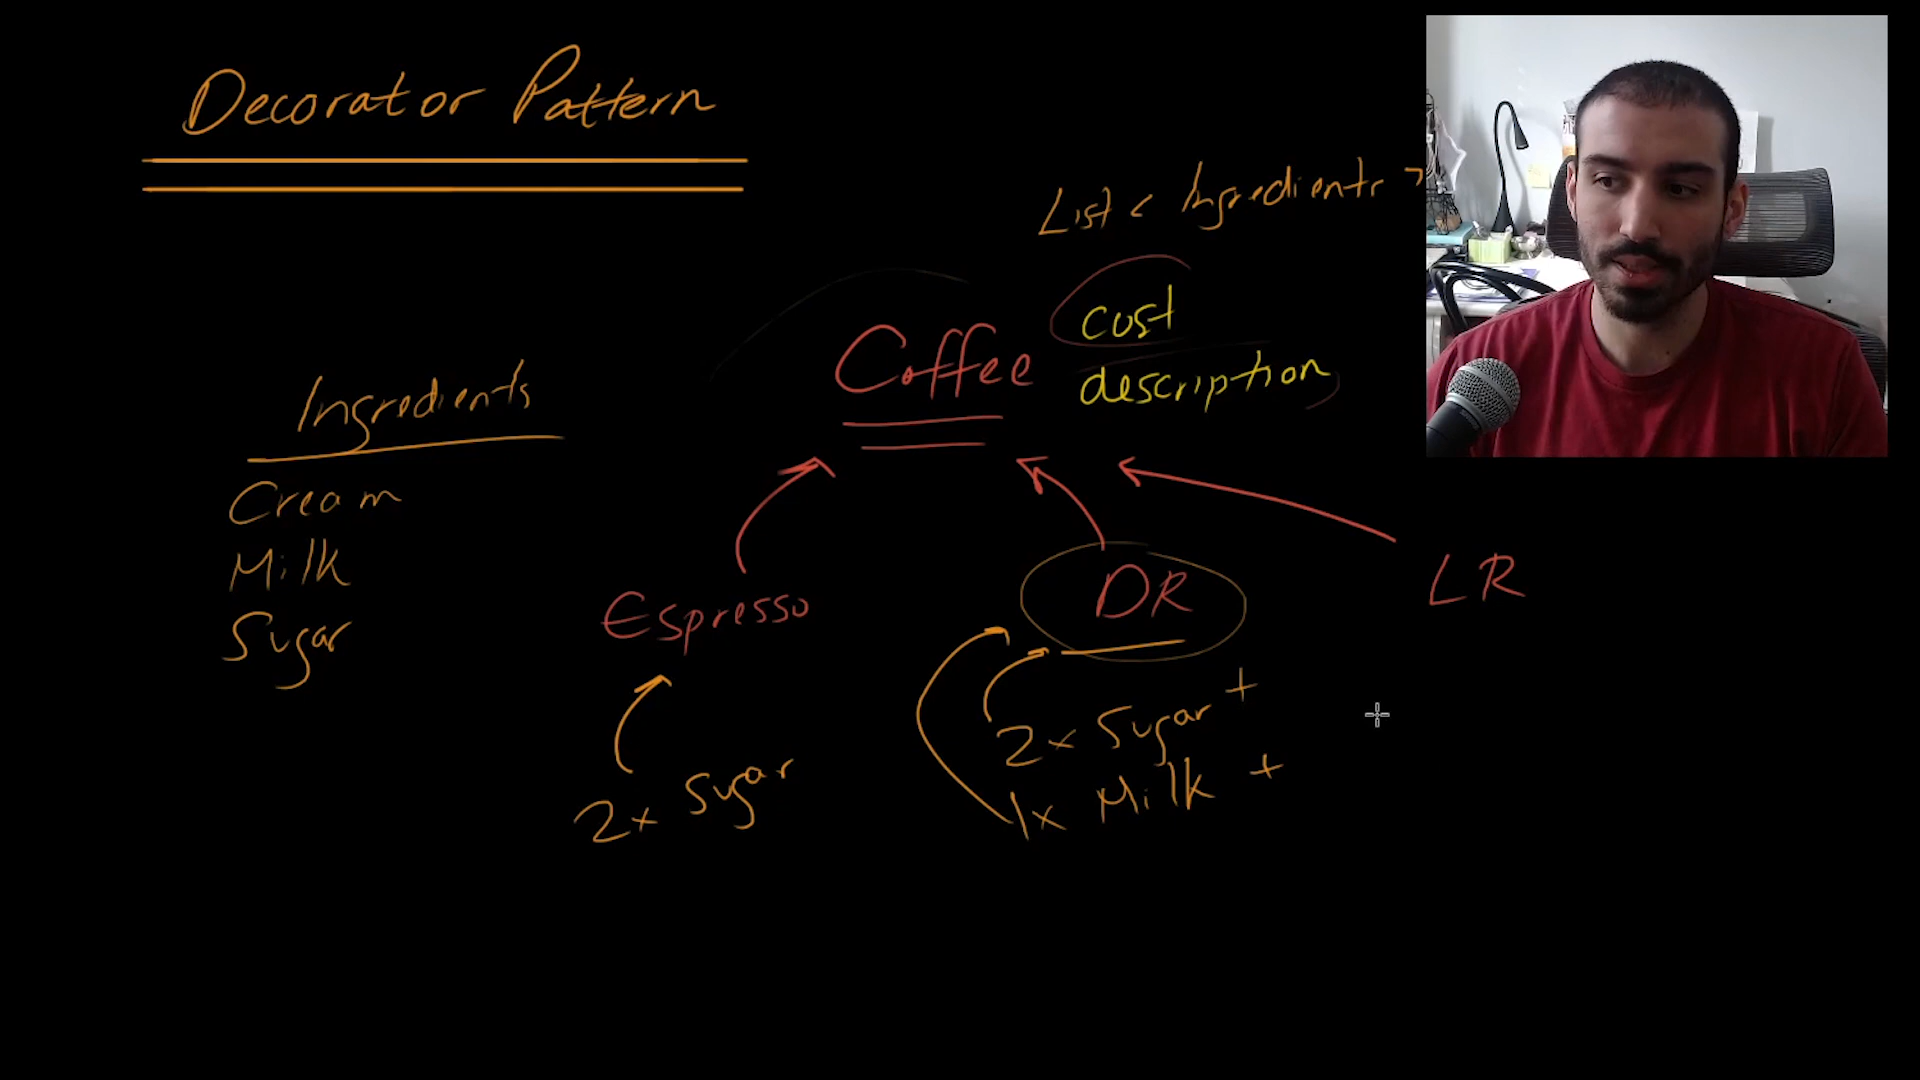 Decorator Pattern
List < Ingredients >
Coffee
cost
description
Ingredients
Cream
Milk
Sugar
Espresso
DR
LR
2x Sugar
2x Sugar +
1x Milk +